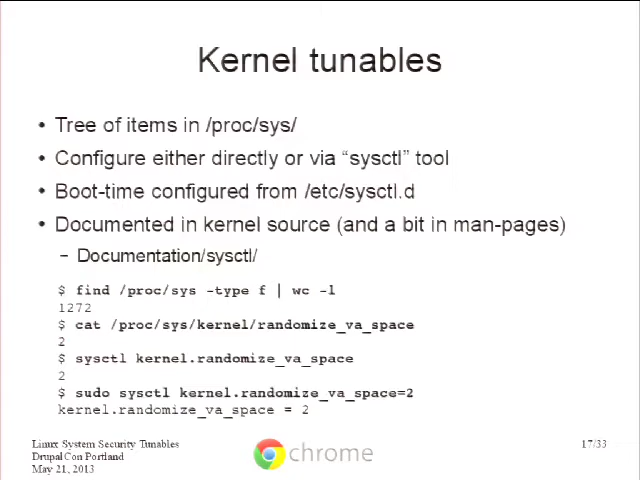 Kernel tunables
• Tree of items in /proc/sys/
• Configure either directly or via “sysctl” tool
• Boot-time configured from /etc/sysctl.d
• Documented in kernel source (and a bit in man-pages)
– Documentation/sysctl/
$ find /proc/sys -type f | wc -l
1272
$ cat /proc/sys/kernel/randomize_va_space
2
$ sysctl kernel.randomize_va_space
2
$ sudo sysctl kernel.randomize_va_space=2
kernel.randomize_va_space = 2
Linux System Security Tunables
DrupalCon Portland
May 21, 2013
chrome
17/33